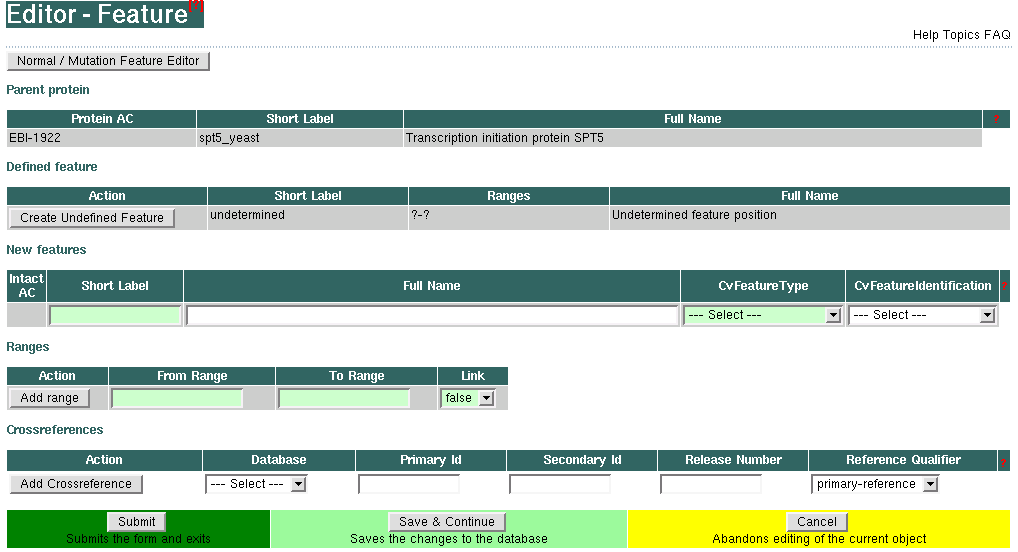 Editor - Feature[?]
Help Topics FAQ
Normal / Mutation Feature Editor
Parent protein
Protein AC Short Label Full Name ?
EBI-1922 spt5_yeast Transcription initiation protein SPT5
Defined feature
Action Short Label Ranges Full Name
Create Undefined Feature undetermined ?-? Undetermined feature position
New features
Intact AC Short Label Full Name CvFeatureType CvFeatureIdentification ?
--- Select --- --- Select ---
Ranges
Action From Range To Range Link
Add range false
Crossreferences
Action Database Primary Id Secondary Id Release Number Reference Qualifier ?
Add Crossreference --- Select --- primary-reference
Submit Save & Continue Cancel
Submits the form and exits Saves the changes to the database Abandons editing of the current object